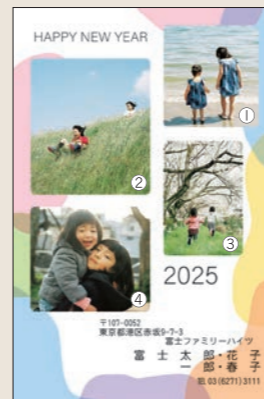 HAPPY NEW YEAR
①
②
③
④
2025
〒107-0052
東京都港区赤坂9-7-3
富士ファミリーハイツ
富士太郎・花子
一郎・春子
TEL 03(6271)3111